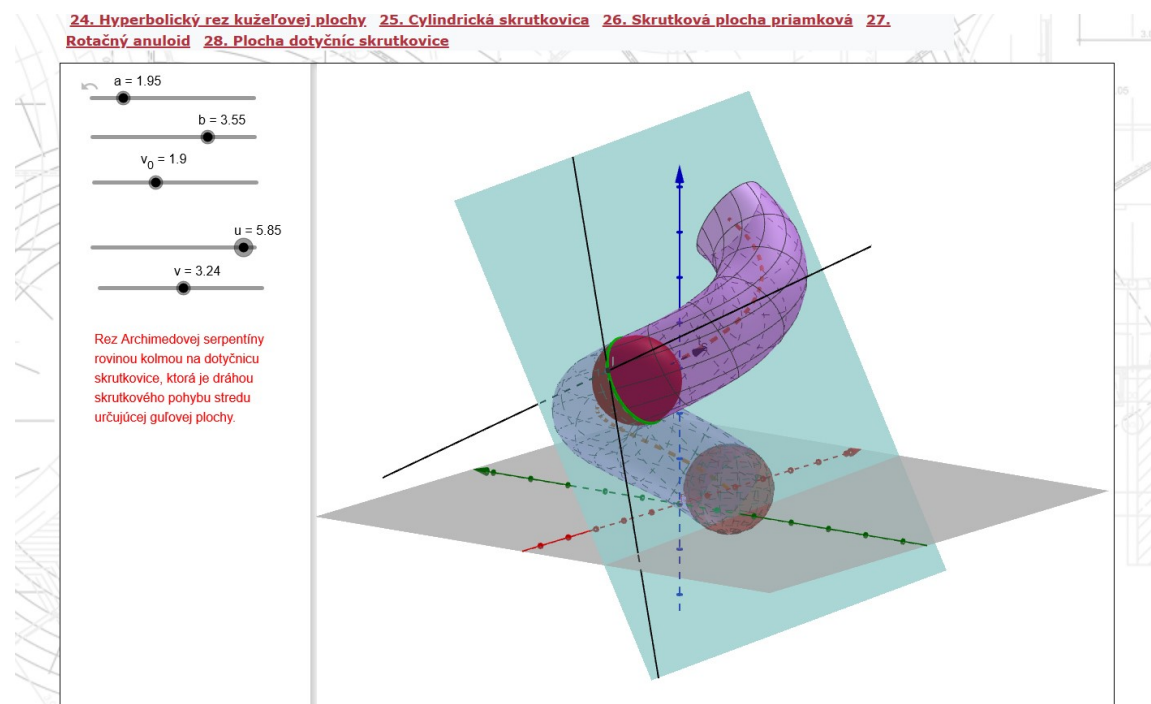 24. Hyperbolický rez kužeľovej plochy 25. Cylindrická skrutkovica 26. Skrutková plocha priamková 27.
Rotačný anuloid 28. Plocha dotyčníc skrutkovice
a = 1.95
b = 3.55
v0 = 1.9
u = 5.85
v = 3.24
Rez Archimedovej serpentíny
rovinou kolmou na dotyčnicu
skrutkovice, ktorá je dráhou
skrutkového pohybu stredu
určujúcej guľovej plochy.